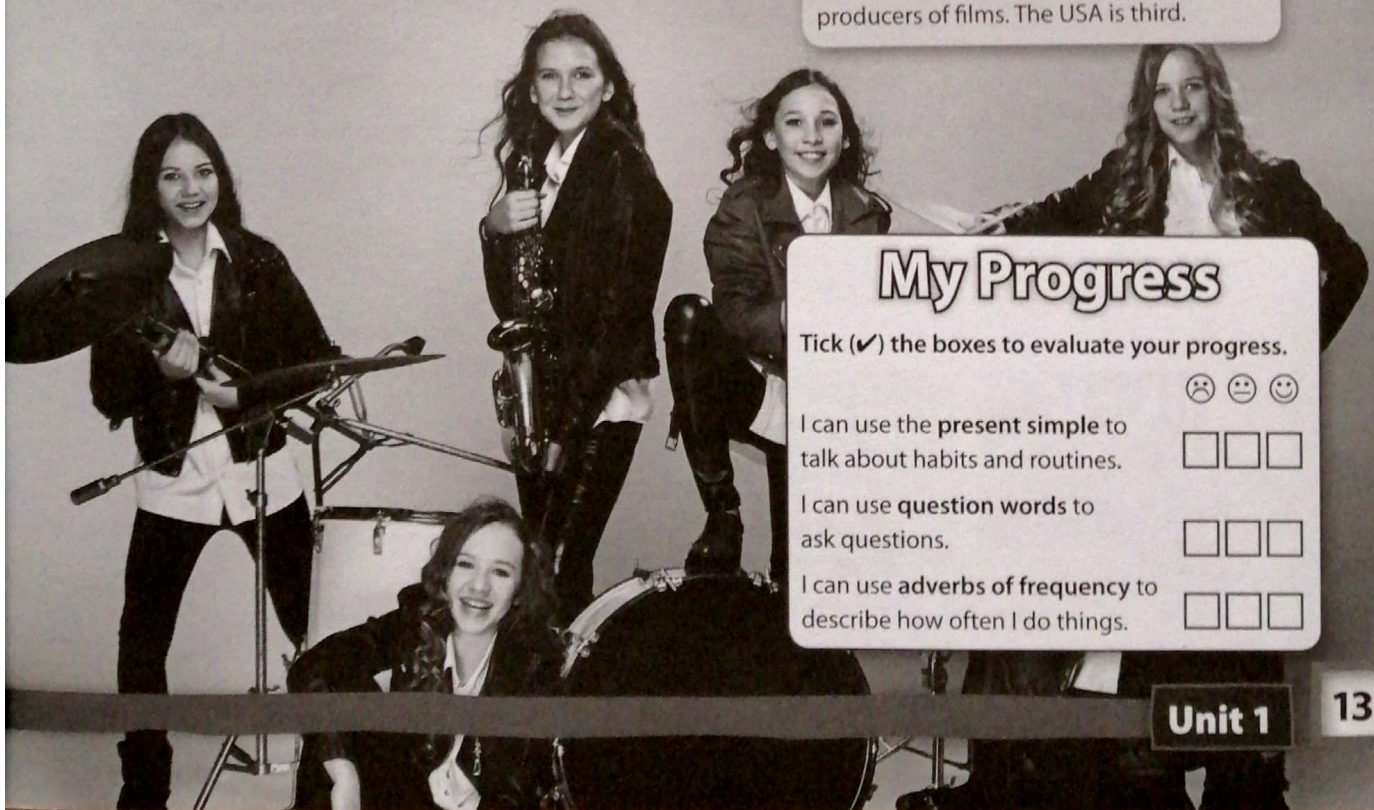 producers of films. The USA is third.
My Progress
Tick (✔) the boxes to evaluate your progress.
I can use the present simple to
talk about habits and routines.
I can use question words to
ask questions.
I can use adverbs of frequency to
describe how often I do things.
Unit 1
13